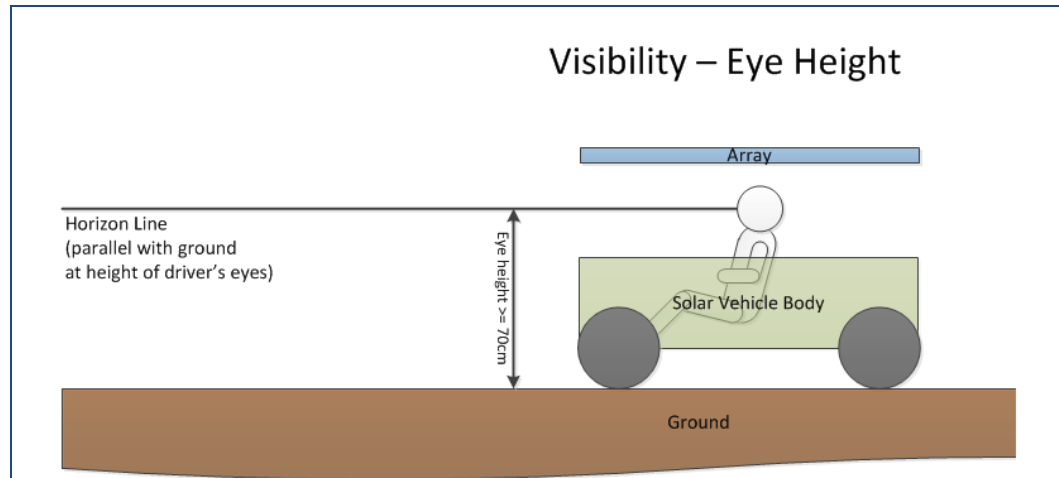 Visibility – Eye Height
Array
Horizon Line
(parallel with ground
at height of driver's eyes)
Eye height >= 70cm
Solar Vehicle Body
Ground